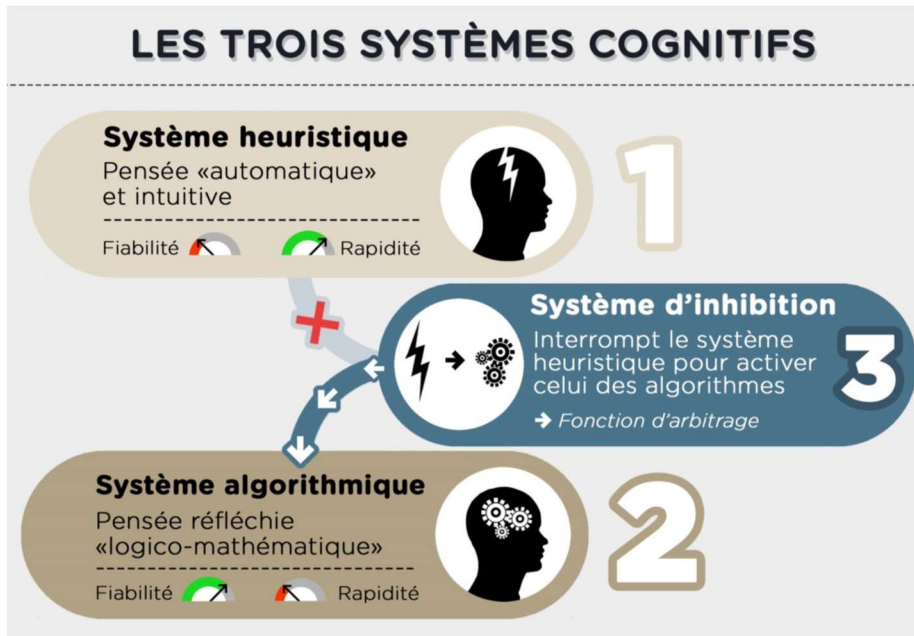 LES TROIS SYSTÈMES COGNITIFS
Système heuristique
Pensée «automatique»
et intuitive
Fiabilité Rapidité
1
Système d'inhibition
Interrompt le système
heuristique pour activer
celui des algorithmes
→ Fonction d'arbitrage
3
Système algorithmique
Pensée réfléchie
«logico-mathématique»
Fiabilité Rapidité
2